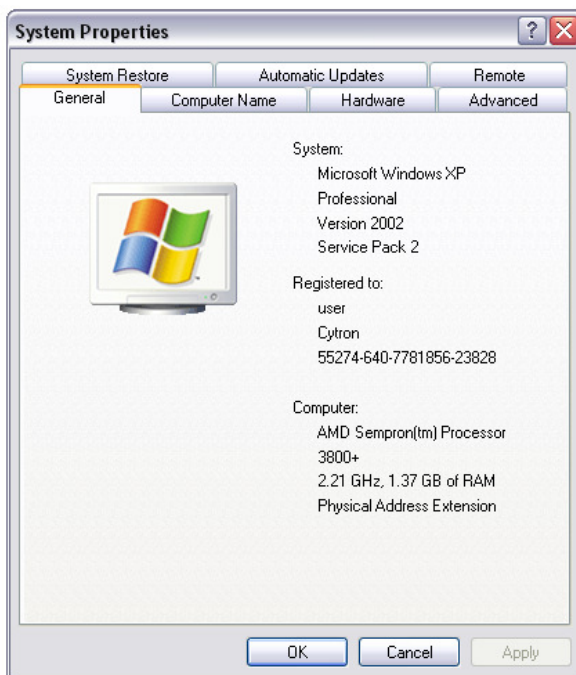 System Properties
?
System Restore Automatic Updates Remote
General Computer Name Hardware Advanced
System:
Microsoft Windows XP
Professional
Version 2002
Service Pack 2
Registered to:
user
Cytron
55274-640-7781856-23828
Computer:
AMD Sempron(tm) Processor
3800+
2.21 GHz, 1.37 GB of RAM
Physical Address Extension
OK Cancel Apply